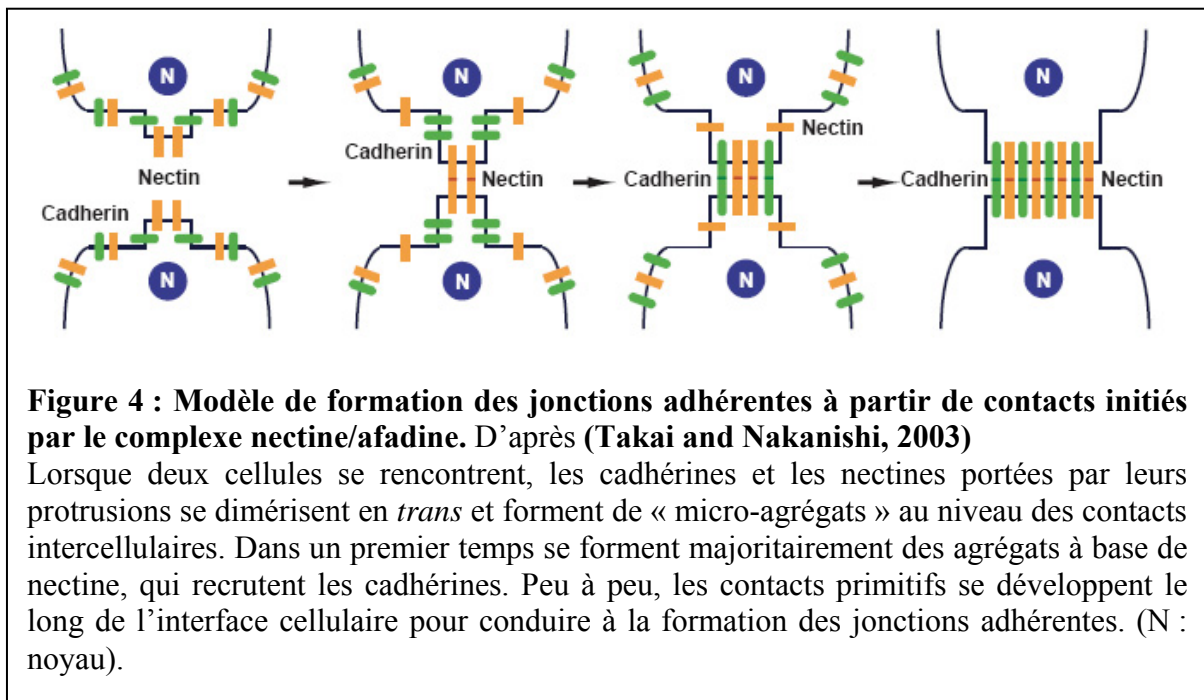 N N N N
Nectin
Cadherin
Nectin
Nectin
Cadherin
Cadherin
Nectin
Cadherin
N N N N
Figure 4 : Modèle de formation des jonctions adhérentes à partir de contacts initiés
par le complexe nectine/afadine. D'après (Takai and Nakanishi, 2003)
Lorsque deux cellules se rencontrent, les cadhérines et les nectines portées par leurs
protrusions se dimérisent en trans et forment de « micro-agrégats » au niveau des contacts
intercellulaires. Dans un premier temps se forment majoritairement des agrégats à base de
nectine, qui recrutent les cadhérines. Peu à peu, les contacts primitifs se développent le
long de l'interface cellulaire pour conduire à la formation des jonctions adhérentes. (N :
noyau).